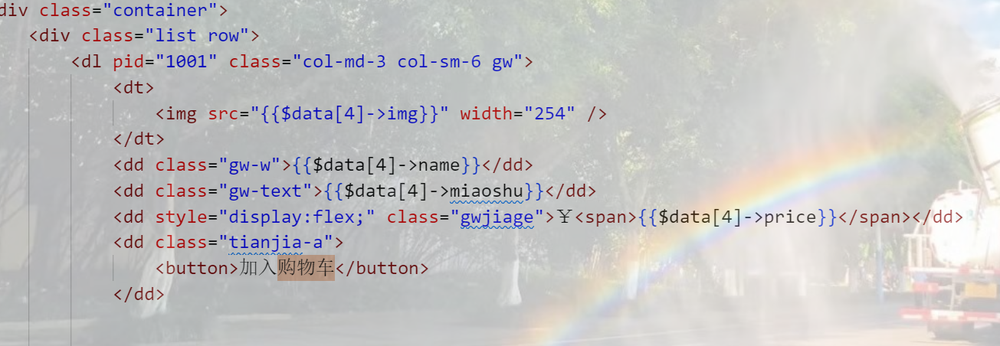 div class="container">
<div class="list row">
<dl pid="1001" class="col-md-3 col-sm-6 gw">
<dt>
<img src="{{$data[4]->img}}" width="254" />
</dt>
<dd class="gw-w">{{$data[4]->name}}</dd>
<dd class="gw-text">{{$data[4]->miaoshu}}</dd>
<dd style="display:flex;" class="gwjiage">￥<span>{{$data[4]->price}}</span></dd>
<dd class="tianjia-a">
<button>加入购物车</button>
</dd>